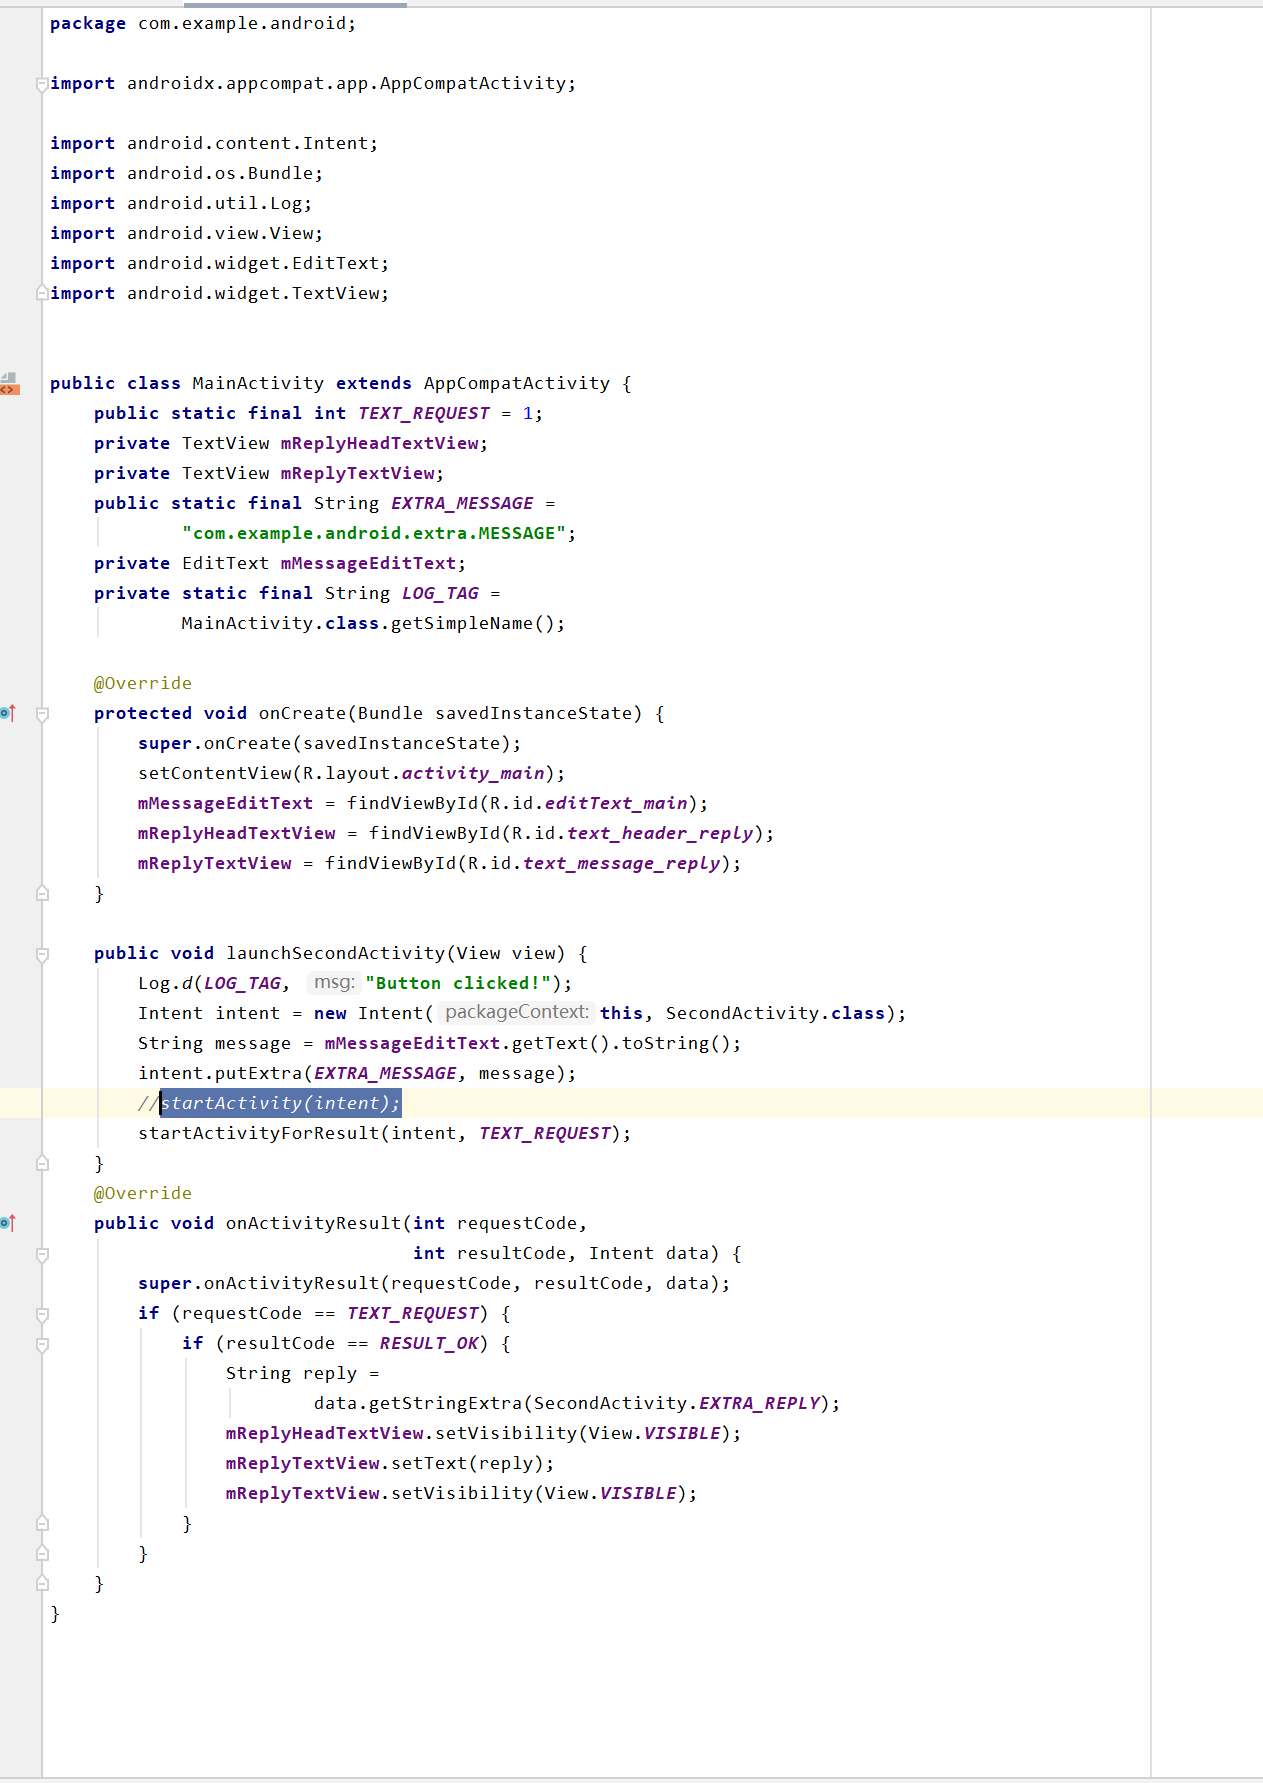 package com.example.android;
import androidx.appcompat.app.AppCompatActivity;
import android.content.Intent;
import android.os.Bundle;
import android.util.Log;
import android.view.View;
import android.widget.EditText;
import android.widget.TextView;
public class MainActivity extends AppCompatActivity {
    public static final int TEXT_REQUEST = 1;
    private TextView mReplyHeadTextView;
    private TextView mReplyTextView;
    public static final String EXTRA_MESSAGE =
            "com.example.android.extra.MESSAGE";
    private EditText mMessageEditText;
    private static final String LOG_TAG =
            MainActivity.class.getSimpleName();
    @Override
    protected void onCreate(Bundle savedInstanceState) {
        super.onCreate(savedInstanceState);
        setContentView(R.layout.activity_main);
        mMessageEditText = findViewById(R.id.editText_main);
        mReplyHeadTextView = findViewById(R.id.text_header_reply);
        mReplyTextView = findViewById(R.id.text_message_reply);
    }
    public void launchSecondActivity(View view) {
        Log.d(LOG_TAG, msg: "Button clicked!");
        Intent intent = new Intent( packageContext: this, SecondActivity.class);
        String message = mMessageEditText.getText().toString();
        intent.putExtra(EXTRA_MESSAGE, message);
        //startActivity(intent);
        startActivityForResult(intent, TEXT_REQUEST);
    }
    @Override
    public void onActivityResult(int requestCode,
                                 int resultCode, Intent data) {
        super.onActivityResult(requestCode, resultCode, data);
        if (requestCode == TEXT_REQUEST) {
            if (resultCode == RESULT_OK) {
                String reply =
                        data.getStringExtra(SecondActivity.EXTRA_REPLY);
                mReplyHeadTextView.setVisibility(View.VISIBLE);
                mReplyTextView.setText(reply);
                mReplyTextView.setVisibility(View.VISIBLE);
            }
        }
    }
}